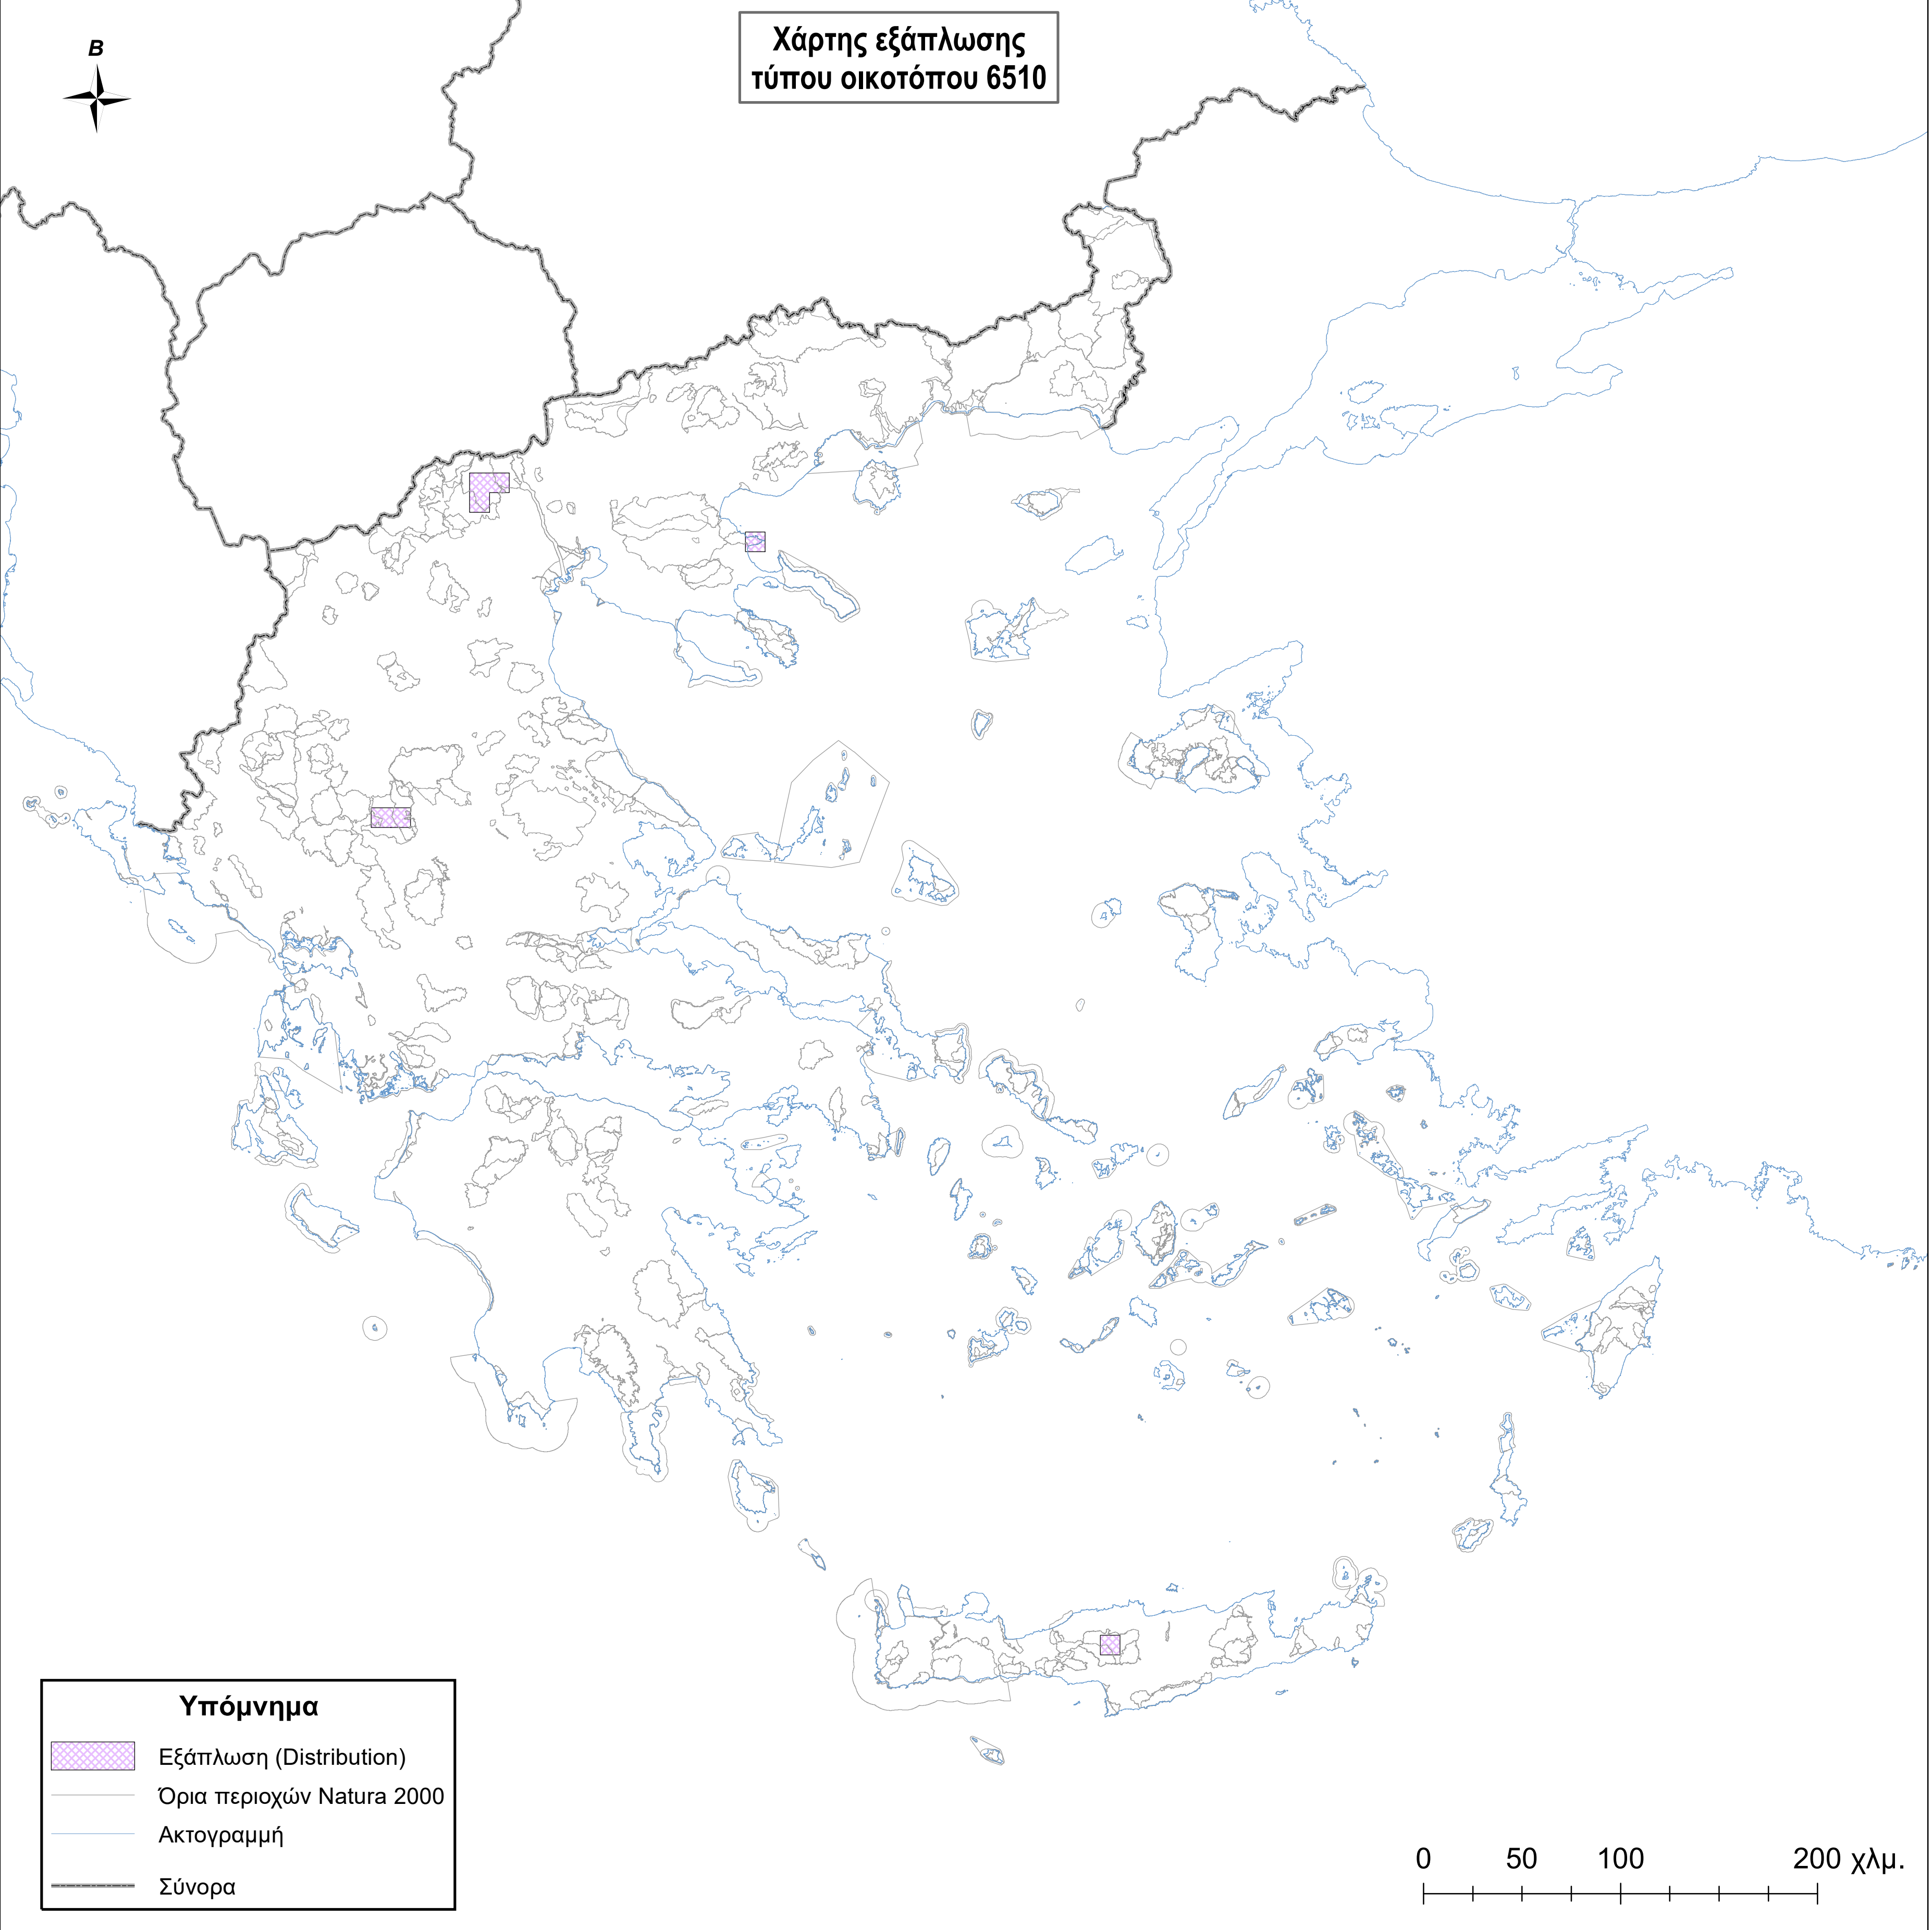 Β
Χάρτης εξάπλωσης
τύπου οικοτόπου 6510
Υπόμνημα
Εξάπλωση (Distribution)
Όρια περιοχών Natura 2000
Ακτογραμμή
Σύνορα
0 50 100 200 χλμ.